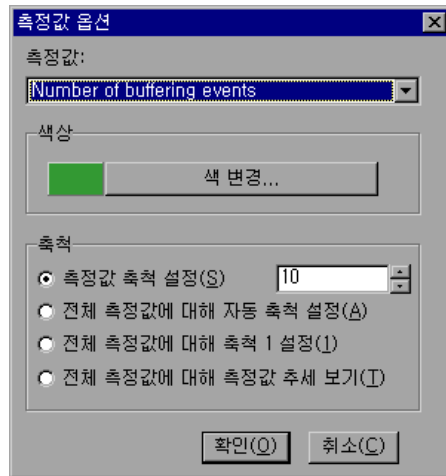 측정값 옵션
측정값:
Number of buffering events
색상
색 변경...
축척
측정값 축척 설정(S) 10
전체 측정값에 대해 자동 축척 설정(A)
전체 측정값에 대해 축척 1 설정(1)
전체 측정값에 대해 측정값 추세 보기(T)
확인(O) 취소(C)